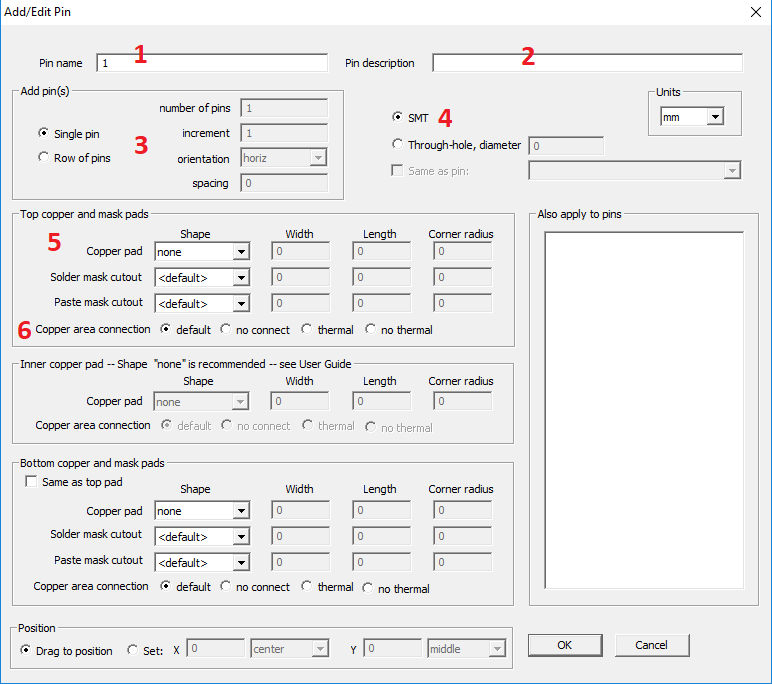 Add/Edit Pin
Pin name 1 1 Pin description 2
Add pin(s)
number of pins 1
Single pin increment 1
3
Row of pins orientation horiz
spacing 0
Units
SMT 4 mm
Through-hole, diameter 0
Same as pin:
Top copper and mask pads
5 Shape Width Length Corner radius
Copper pad none 0 0 0
Solder mask cutout <default> 0 0 0
Paste mask cutout <default> 0 0 0
6 Copper area connection default no connect thermal no thermal
Also apply to pins
Inner copper pad -- Shape "none" is recommended -- see User Guide
Shape Width Length Corner radius
Copper pad none 0 0 0
Copper area connection default no connect thermal no thermal
Bottom copper and mask pads
Same as top pad
Shape Width Length Corner radius
Copper pad none 0 0 0
Solder mask cutout <default> 0 0 0
Paste mask cutout <default> 0 0 0
Copper area connection default no connect thermal no thermal
Position
Drag to position Set: X 0 center Y 0 middle
OK Cancel